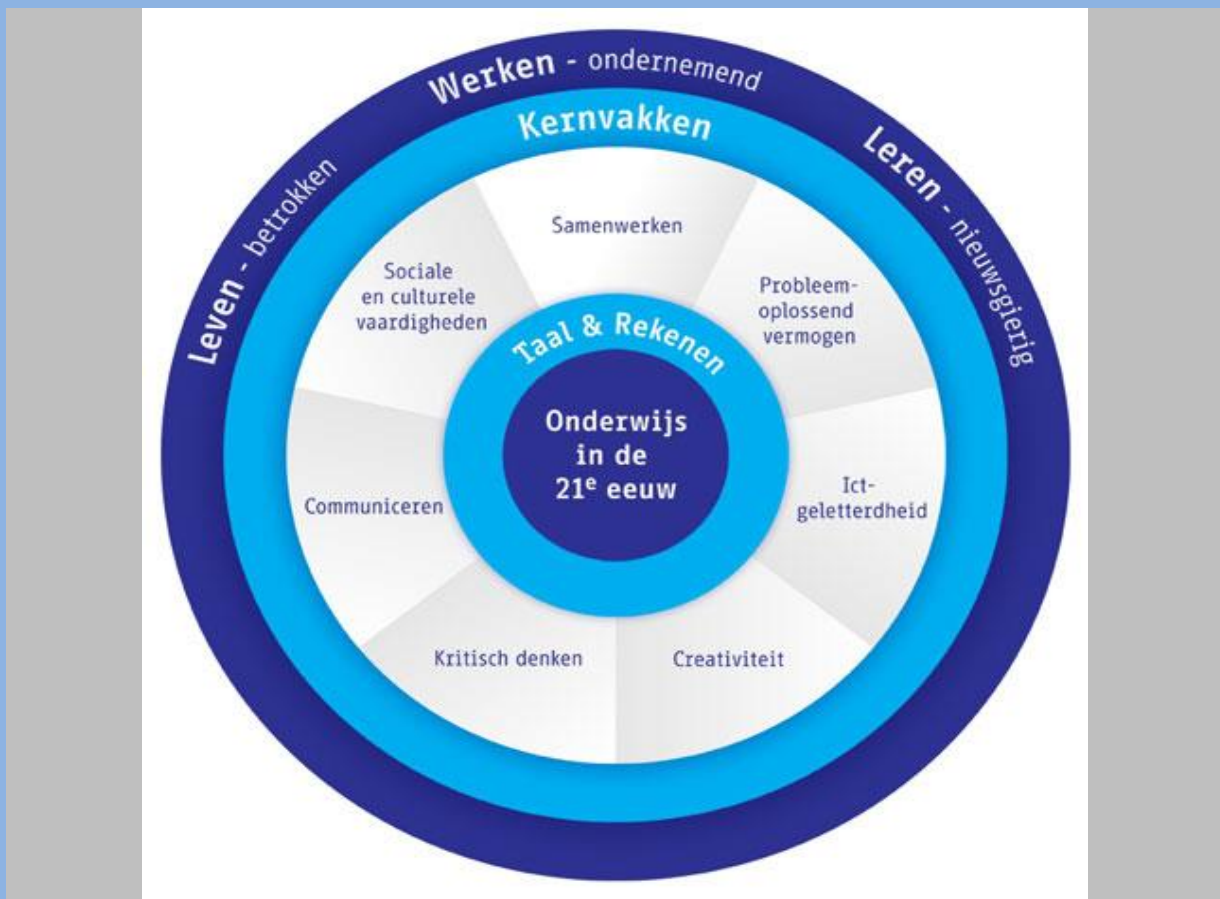 Werken - ondernemend
Leren - nieuwsgierig
Leven - betrokken
Kernvakken
Samenwerken
Probleem-
oplossend
vermogen
Ict-
geletterdheid
Creativiteit
Kritisch denken
Communiceren
Sociale
en culturele
vaardigheden
Taal & Rekenen
Onderwijs
in de
21e eeuw